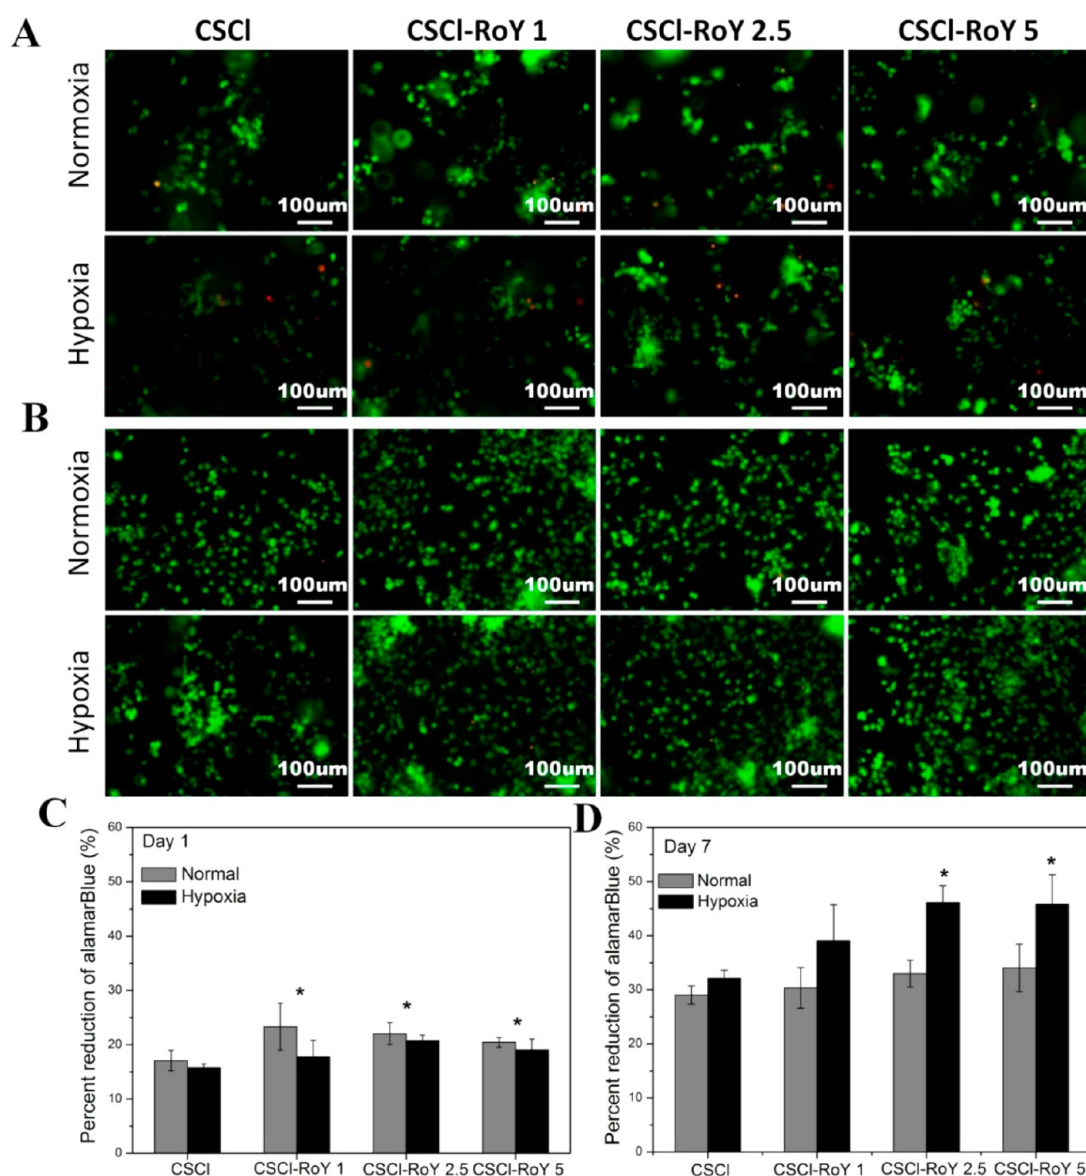 A
CSCl CSCl-RoY 1 CSCl-RoY 2.5 CSCl-RoY 5
Normoxia
100um 100um 100um 100um
Hypoxia
100um 100um 100um 100um
B
Normoxia
100um 100um 100um 100um
Hypoxia
100um 100um 100um 100um
C
Percent reduction of alamarBlue (%)
60
50
40
30
20
10
0
Day 1
Normal
Hypoxia
* * *
CSCl CSCl-RoY 1 CSCl-RoY 2.5 CSCl-RoY 5
D
Percent reduction of alamarBlue (%)
60
50
40
30
20
10
0
Day 7
Normal
Hypoxia
* *
CSCl CSCl-RoY 1 CSCl-RoY 2.5 CSCl-RoY 5